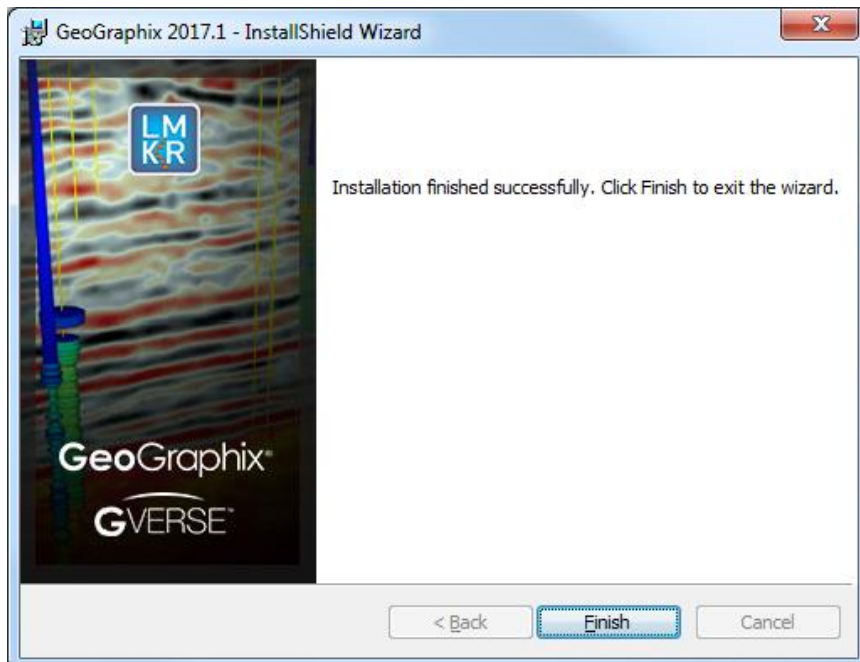 GeoGraphix 2017.1 - InstallShield Wizard
LM
KR
Installation finished successfully. Click Finish to exit the wizard.
GeoGraphix®
GVERSE™
< Back
Finish
Cancel